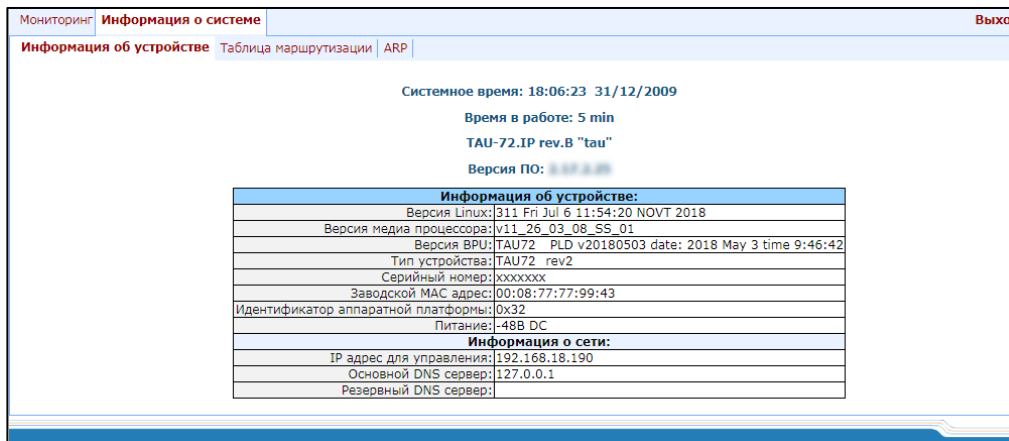 Мониторинг Информация о системе Выхо
Информация об устройстве Таблица маршрутизации ARP
Системное время: 18:06:23 31/12/2009
Время в работе: 5 min
TAU-72.IP rev.B "tau"
Версия ПО:
Информация об устройстве:
Версия Linux: 311 Fri Jul 6 11:54:20 NOVT 2018
Версия медиа процессора: v11_26_03_08_SS_01
Версия BPU: TAU72 PLD v20180503 date: 2018 May 3 time 9:46:42
Тип устройства: TAU72 rev2
Серийный номер: xxxxxxx
Заводской MAC адрес: 00:08:77:77:99:43
Идентификатор аппаратной платформы: 0x32
Питание: -48В DC
Информация о сети:
IP адрес для управления: 192.168.18.190
Основной DNS сервер: 127.0.0.1
Резервный DNS сервер: